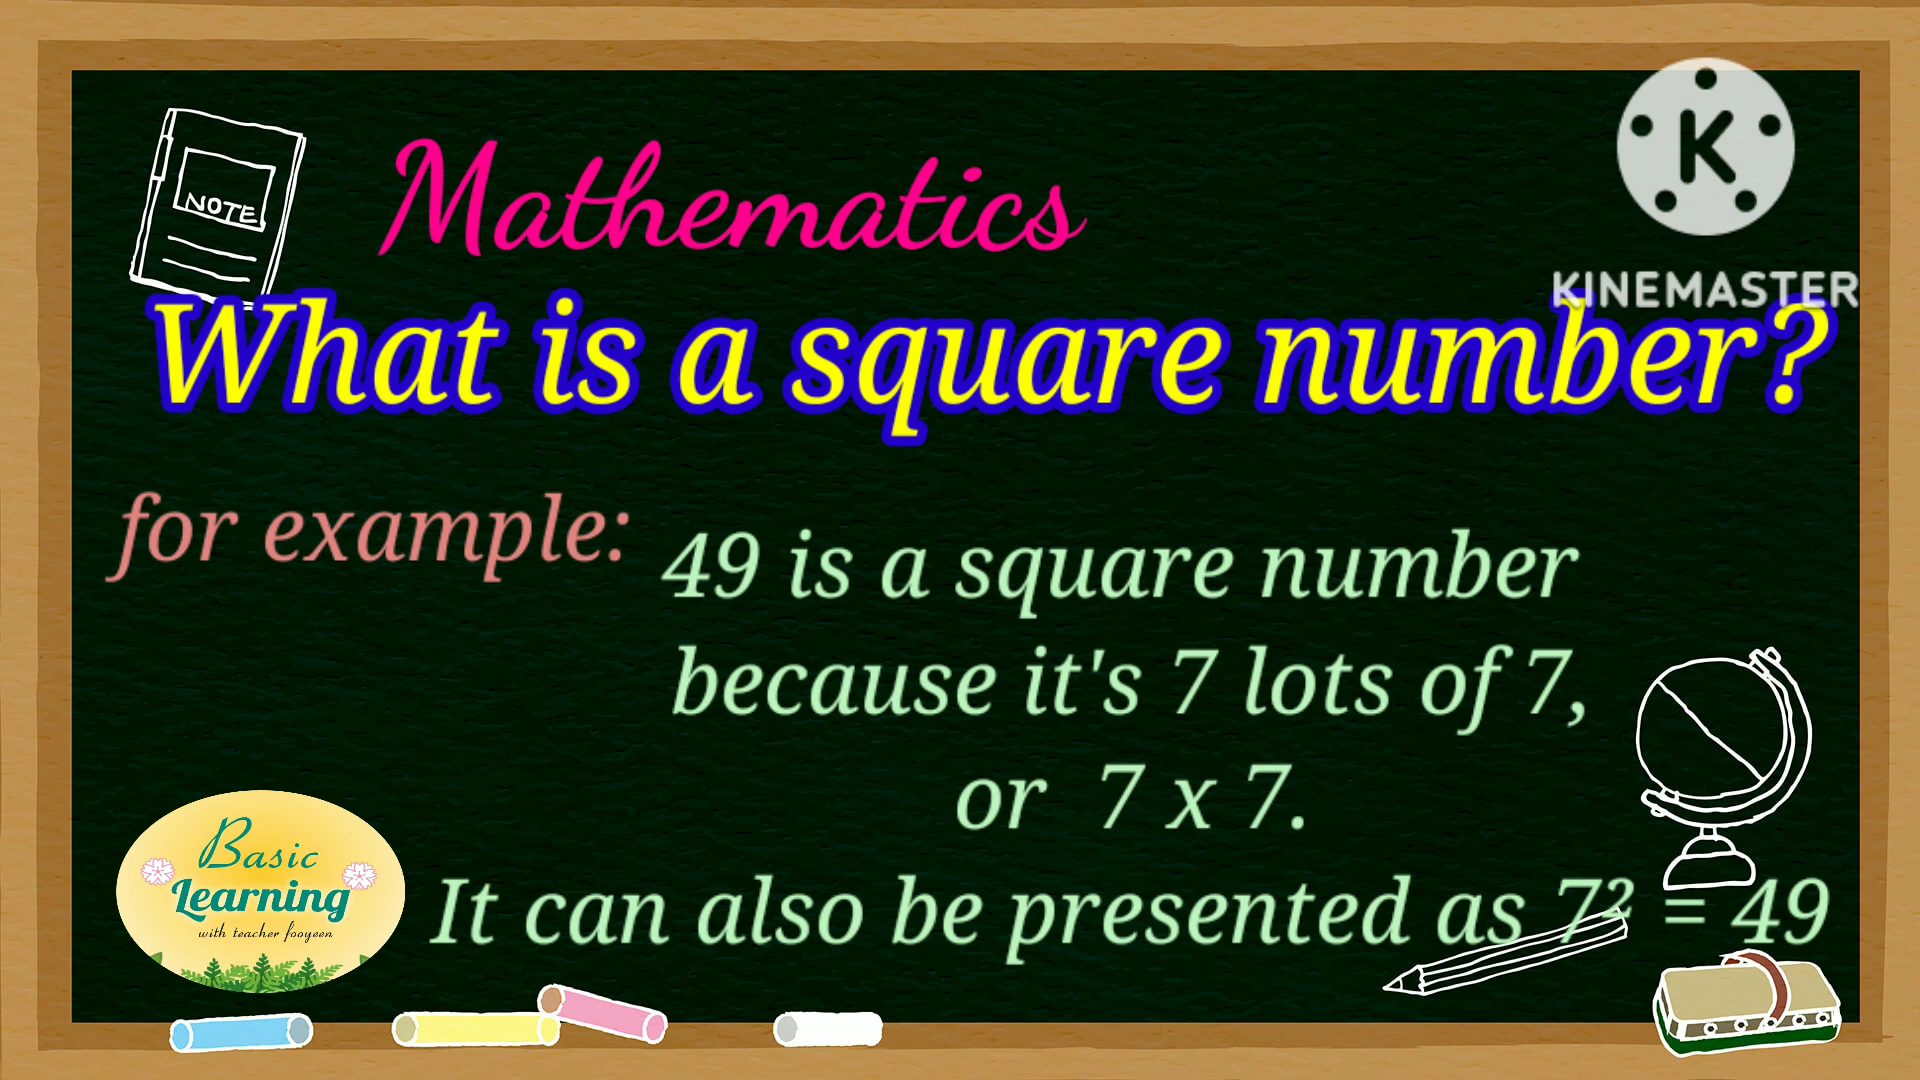 NOTE
Mathematics
K
KINEMASTER
What is a square number?
for example:
49 is a square number
because it's 7 lots of 7,
or 7 x 7.
It can also be presented as 7² = 49
Basic
Learning
with teacher fooyeen